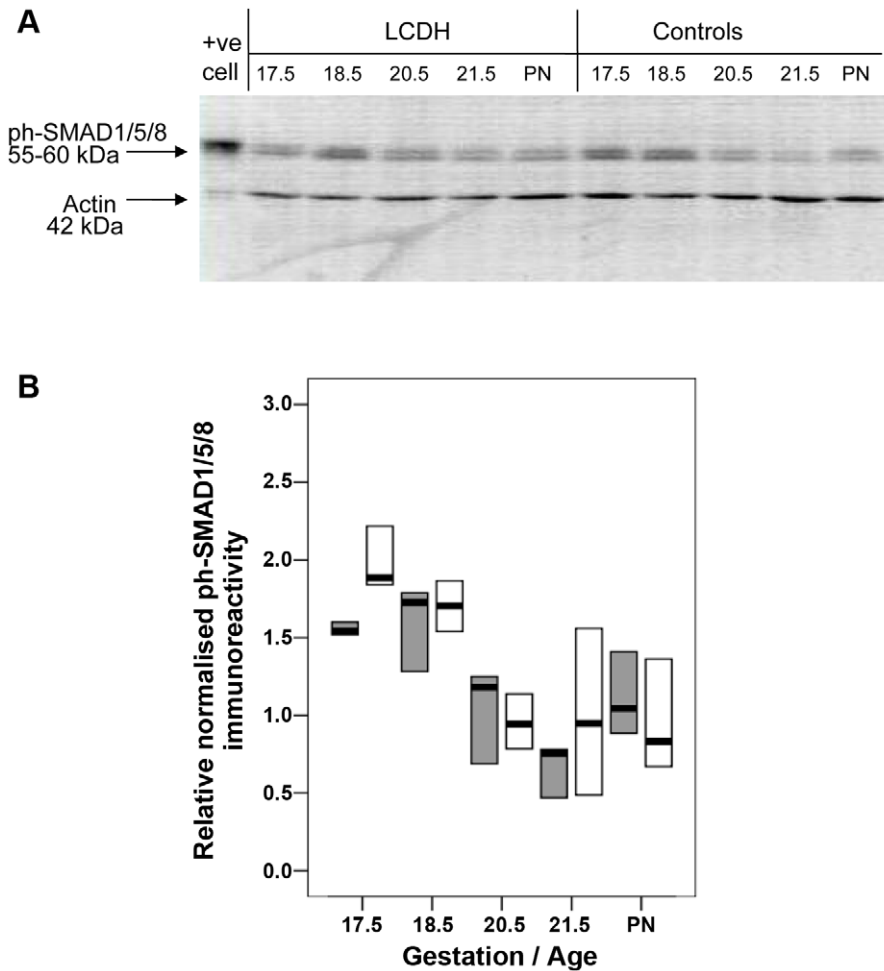 A
+ve
cell
LCDH
Controls
17.5 18.5 20.5 21.5 PN 17.5 18.5 20.5 21.5 PN
ph-SMAD1/5/8
55-60 kDa
Actin
42 kDa
B
Relative normalised ph-SMAD1/5/8
immunoreactivity
3.0
2.5
2.0
1.5
1.0
0.5
0.0
17.5 18.5 20.5 21.5 PN
Gestation / Age